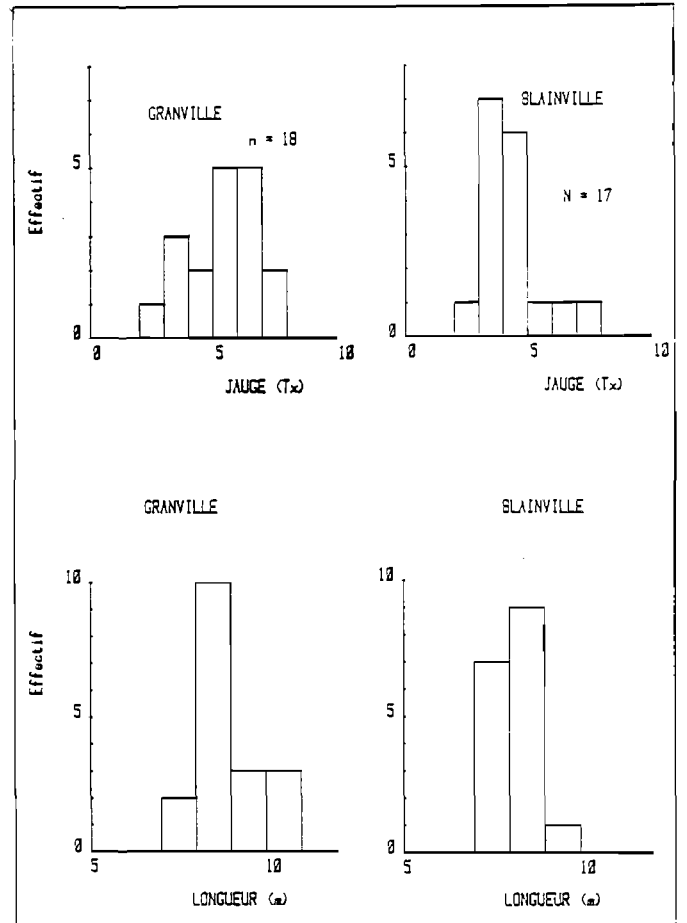 GRANVILLE
n = 18
Effectif
5
0
0 5 10
JAUGE (Tx)
BLAINVILLE
N = 17
5
0
0 5 10
JAUGE (Tx)
GRANVILLE
Effectif
10
5
0
5 10
LONGUEUR (m)
BLAINVILLE
10
5
0
5 10
LONGUEUR (m)